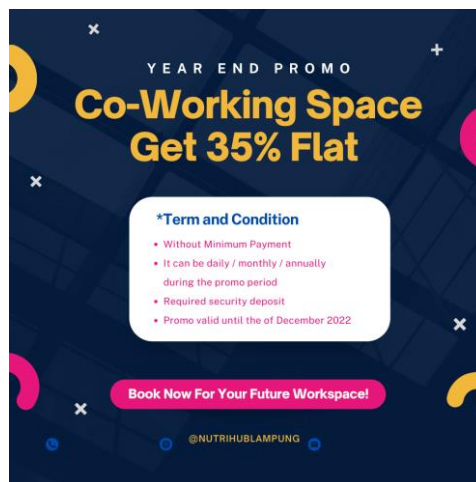 YEAR END PROMO
Co-Working Space
Get 35% Flat
*Term and Condition
• Without Minimum Payment
• It can be daily / monthly / annually
during the promo period
• Required security deposit
• Promo valid until the of December 2022
Book Now For Your Future Workspace!
@NUTRIHUBLAMPUNG